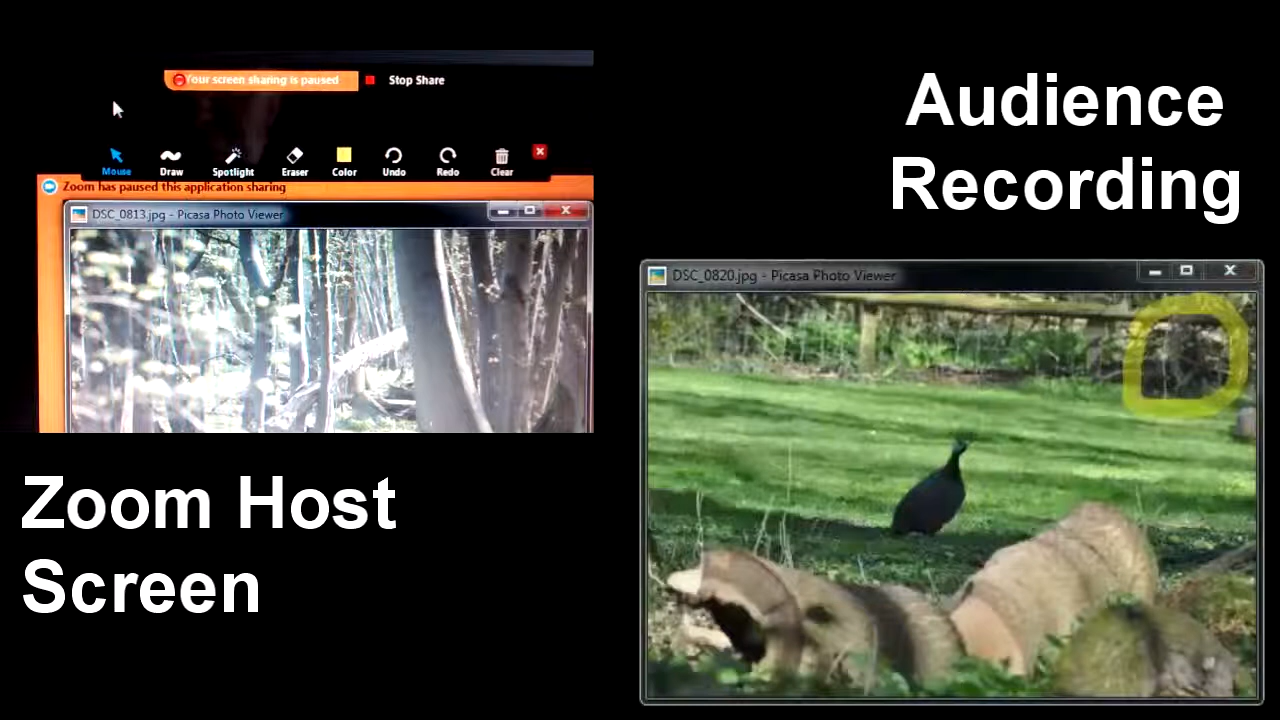 Your screen sharing is paused Stop Share
Mouse Draw Spotlight Eraser Color Undo Redo Clear
Zoom has paused this application sharing
DSC_0813.jpg - Picasa Photo Viewer
Zoom Host
Screen
Audience
Recording
DSC_0820.jpg - Picasa Photo Viewer